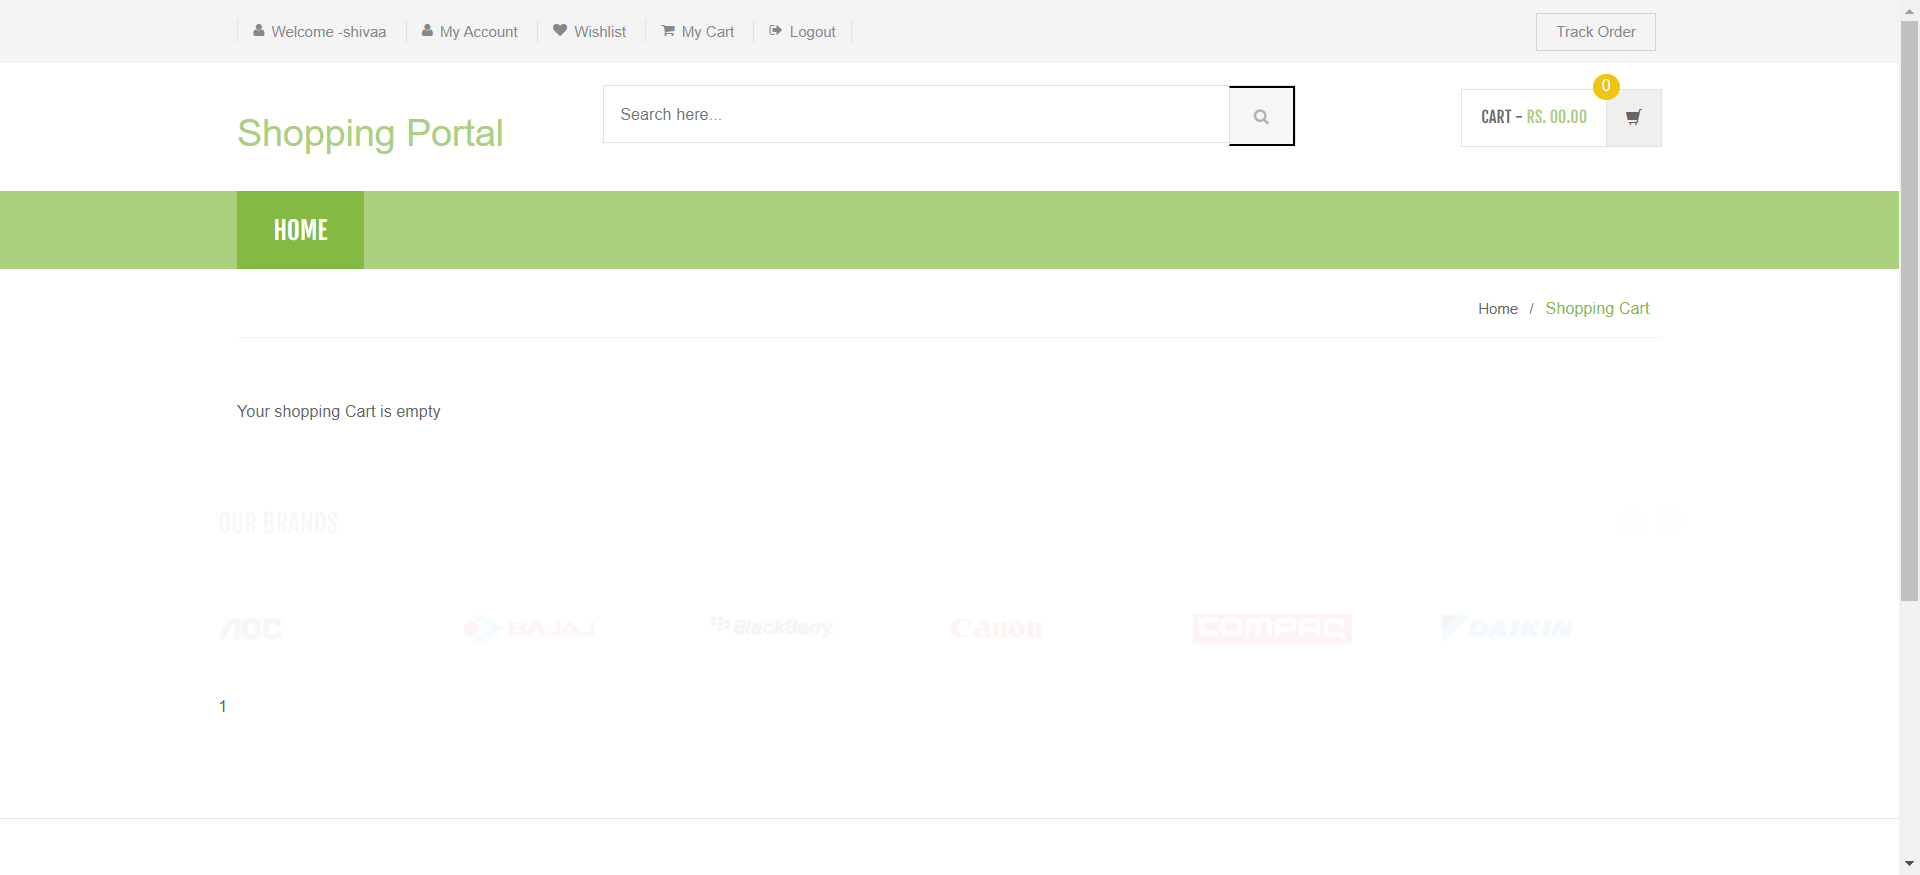 Welcome -shivaa
My Account
Wishlist
My Cart
Logout
Track Order
Shopping Portal
Search here...
CART - RS. 00.00
0
HOME
Home / Shopping Cart
Your shopping Cart is empty
OUR BRANDS
AOC
BAJAJ
BlackBerry
Canon
COMPAQ
DAIKIN
1